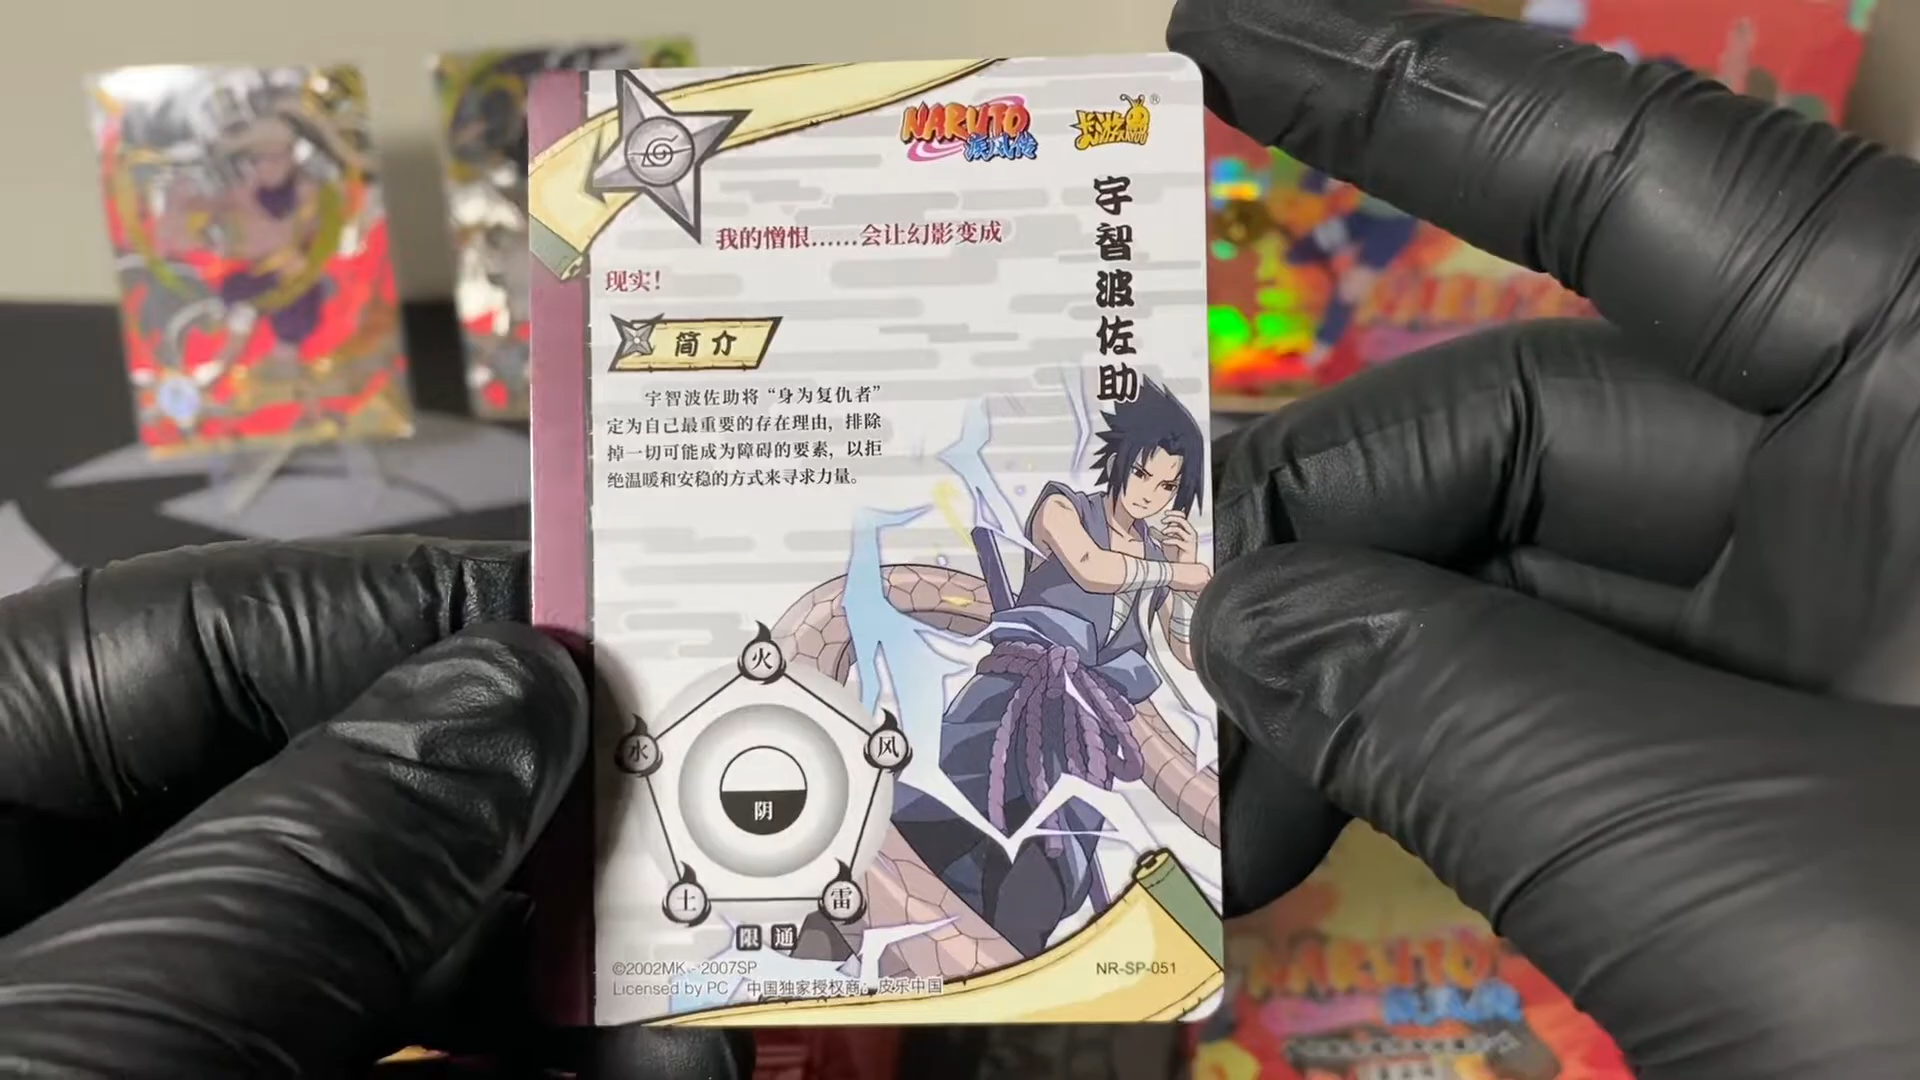 NARUTO
疾风传
卡游
KAYOU
®
宇智波佐助
我的憎恨……会让幻影变成
现实！
简介
宇智波佐助将“身为复仇者”
定为自己最重要的存在理由，排除
掉一切可能成为障碍的要素，以拒
绝温暖和安稳的方式来寻求力量。
火
水
风
阴
土
雷
限 通
©2002MK - 2007SP
Licensed by PC 中国独家授权商：皮乐中国
NR-SP-051
NARUTO